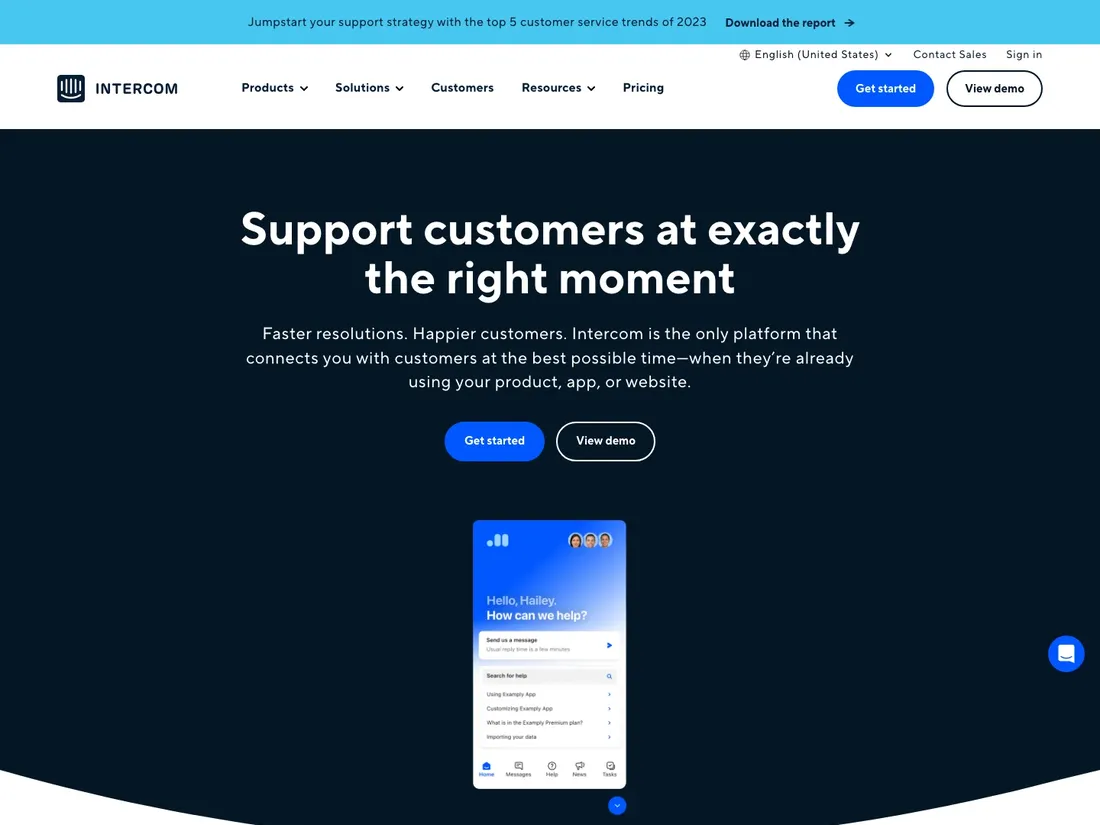 Jumpstart your support strategy with the top 5 customer service trends of 2023 Download the report →
English (United States) Contact Sales Sign in
INTERCOM Products Solutions Customers Resources Pricing Get started View demo
Support customers at exactly
the right moment
Faster resolutions. Happier customers. Intercom is the only platform that
connects you with customers at the best possible time—when they’re already
using your product, app, or website.
Get started View demo
Hello, Hailey.
How can we help?
Send us a message
Usual reply time is a few minutes
Search for help
Using Examply App
Customizing Examply App
What is in the Examply Premium plan?
Importing your data
Home Messages Help News Tasks